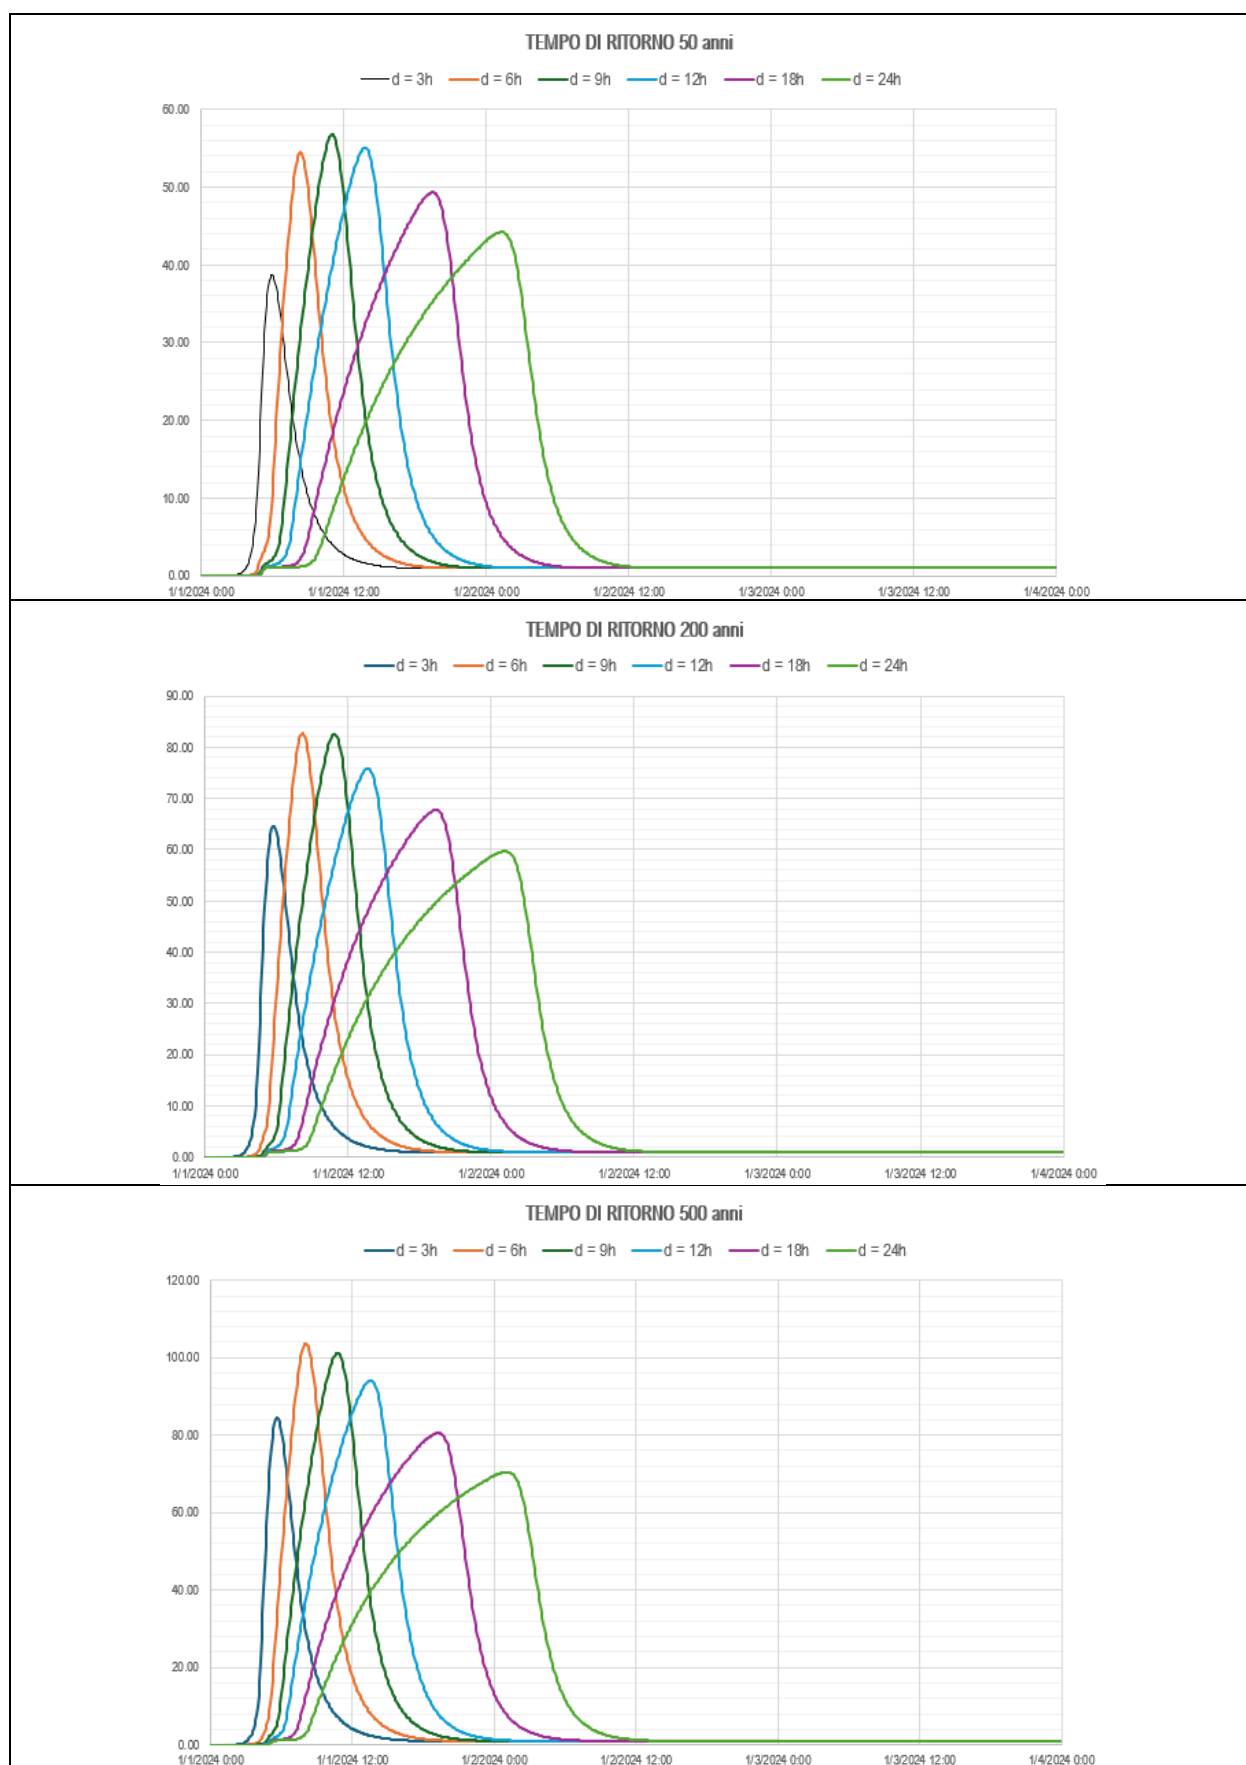 TEMPO DI RITORNO 50 anni
d = 3h d = 6h d = 9h d = 12h d = 18h d = 24h
60.00
50.00
40.00
30.00
20.00
10.00
0.00
1/1/2024 0:00 1/1/2024 12:00 1/2/2024 0:00 1/2/2024 12:00 1/3/2024 0:00 1/3/2024 12:00 1/4/2024 0:00
TEMPO DI RITORNO 200 anni
d = 3h d = 6h d = 9h d = 12h d = 18h d = 24h
90.00
80.00
70.00
60.00
50.00
40.00
30.00
20.00
10.00
0.00
1/1/2024 0:00 1/1/2024 12:00 1/2/2024 0:00 1/2/2024 12:00 1/3/2024 0:00 1/3/2024 12:00 1/4/2024 0:00
TEMPO DI RITORNO 500 anni
d = 3h d = 6h d = 9h d = 12h d = 18h d = 24h
120.00
100.00
80.00
60.00
40.00
20.00
0.00
1/1/2024 0:00 1/1/2024 12:00 1/2/2024 0:00 1/2/2024 12:00 1/3/2024 0:00 1/3/2024 12:00 1/4/2024 0:00